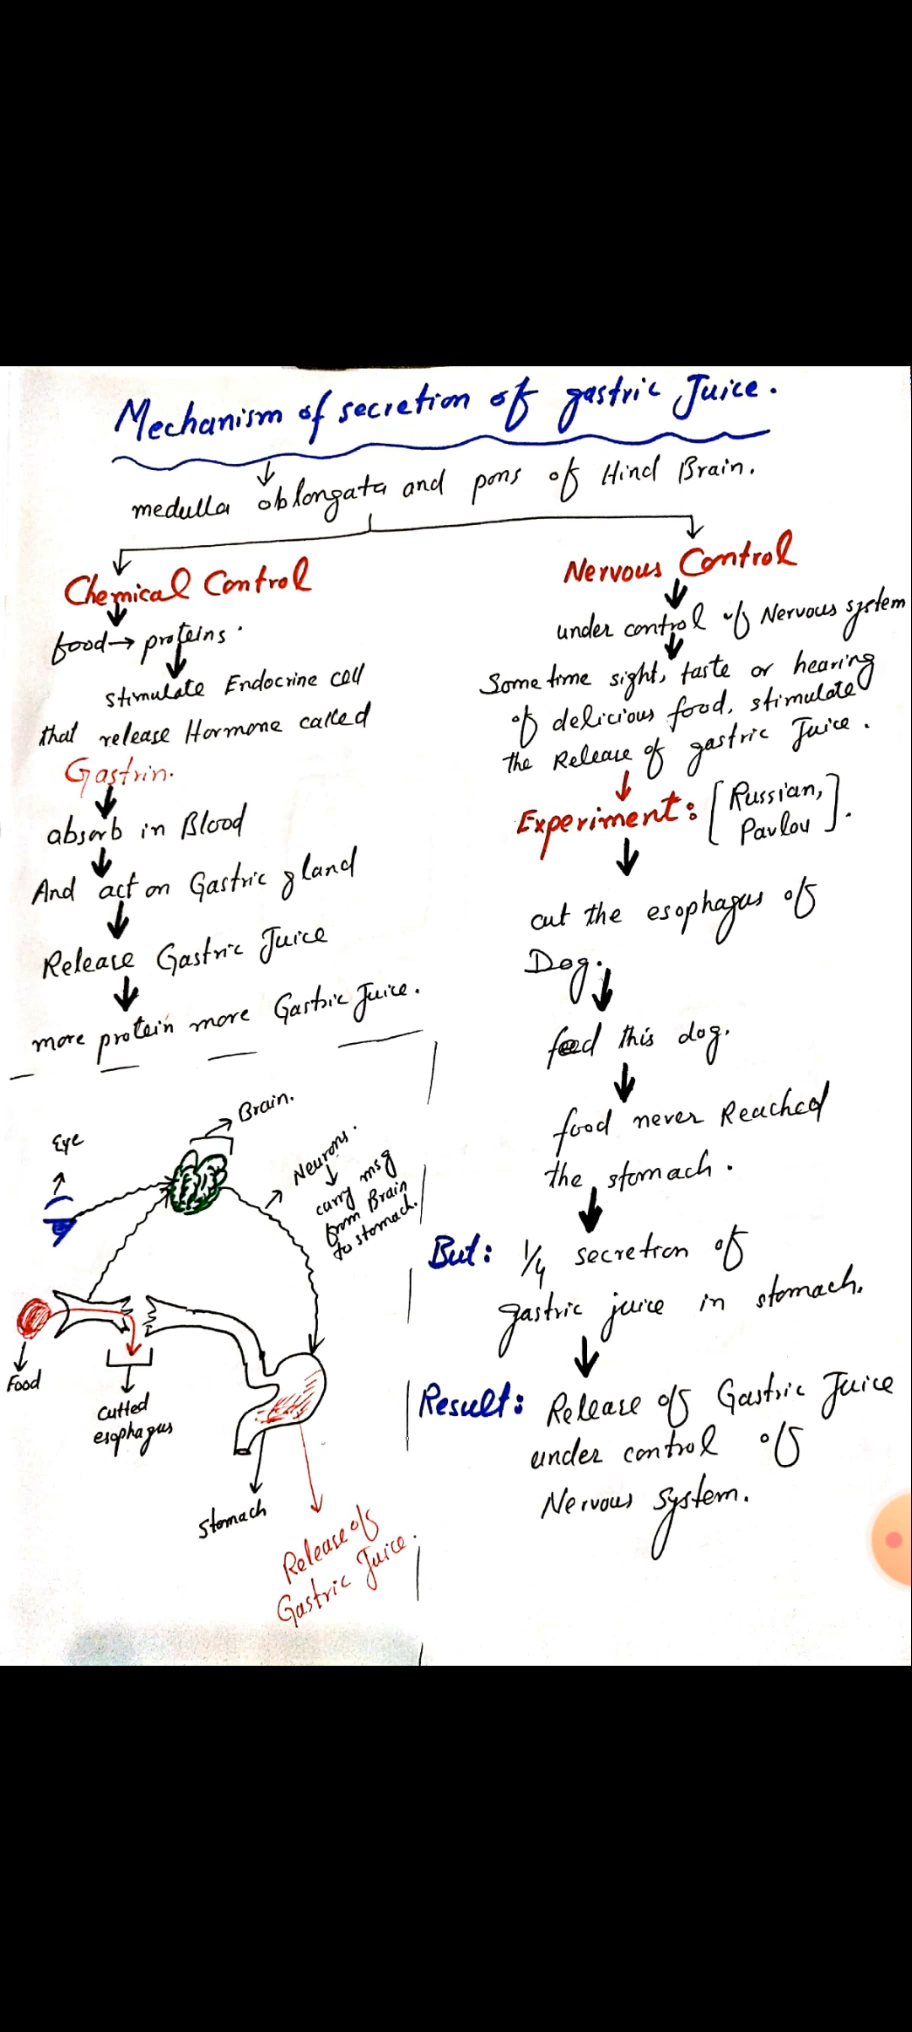 Mechanism of secretion of gastric Juice.
medulla oblongata and pons of Hind Brain.
Chemical Control
food → proteins.
stimulate Endocrine cell
that release Hormone called
Gastrin.
absorb in Blood
And act on Gastric gland
Release Gastric Juice
more protein more Gastric Juice.
Nervous Control
under control of Nervous system
Some time sight, taste or hearing
of delicious food, stimulate
the Release of gastric Juice.
Experiment: [Russian,
Pavlov].
cut the esophagus of
Dog.
feed this dog.
food never Reached
the stomach.
But: 1/4 secretion of
gastric juice in stomach.
Result: Release of Gastric Juice
under control of
Nervous system.
Brain.
Eye
Neurons.
carry msg
from Brain
to stomach.
Food
Cutted
esophagus
Stomach
Release of
Gastric Juice.